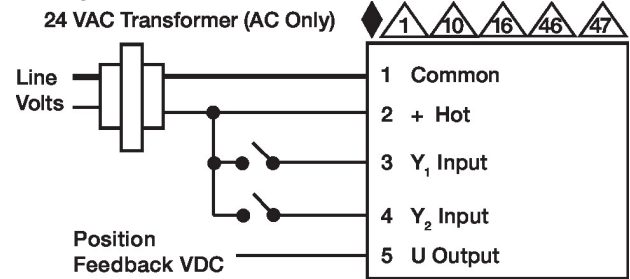 24 VAC Transformer (AC Only)
1 10 16 46 47
Line
Volts
1 Common
2 + Hot
3 Y₁ Input
4 Y₂ Input
5 U Output
Position
Feedback VDC